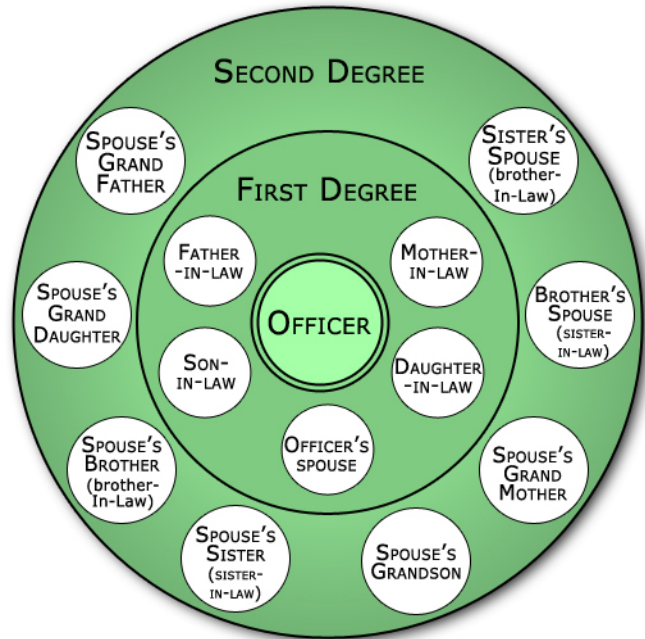 SECOND DEGREE
SPOUSE'S
GRAND
FATHER
SISTER'S
SPOUSE
(brother-
In-Law)
FIRST DEGREE
FATHER
-IN-LAW
MOTHER-
IN-LAW
OFFICER
SPOUSE'S
GRAND
DAUGHTER
BROTHER'S
SPOUSE
(SISTER-
IN-LAW)
SON-
IN-LAW
DAUGHTER
-IN-LAW
OFFICER'S
SPOUSE
SPOUSE'S
BROTHER
(brother-
In-Law)
SPOUSE'S
GRAND
MOTHER
SPOUSE'S
SISTER
(SISTER-
IN-LAW)
SPOUSE'S
GRANDSON